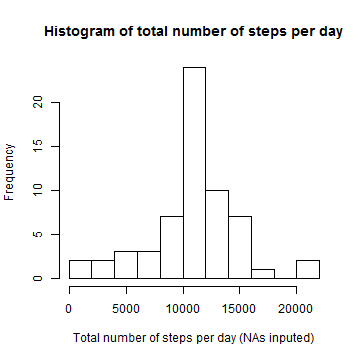 Histogram of total number of steps per day
Frequency
20
15
10
5
0
0 5000 10000 15000 20000
Total number of steps per day (NAs inputed)